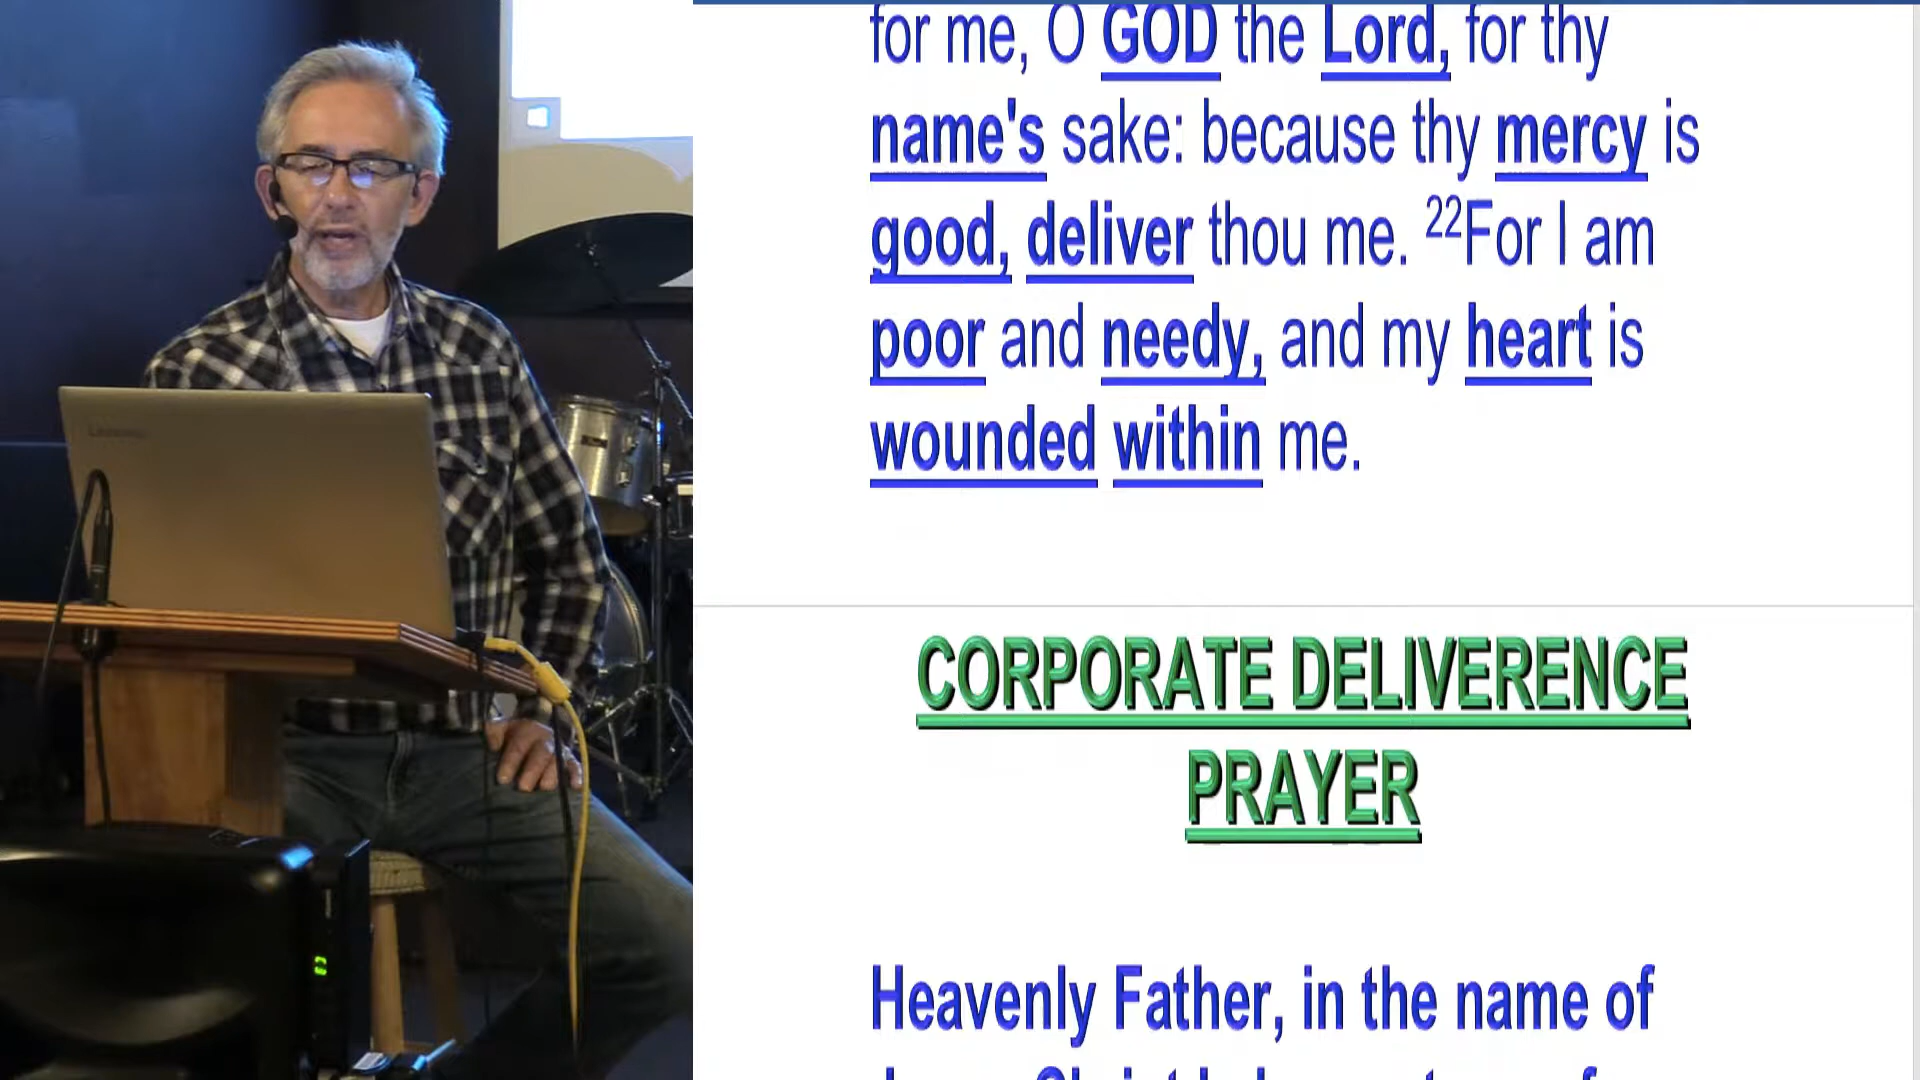 for me, O GOD the Lord, for thy
name's sake: because thy mercy is
good, deliver thou me. 22For I am
poor and needy, and my heart is
wounded within me.
CORPORATE DELIVERENCE
PRAYER
Heavenly Father, in the name of
Lenovo